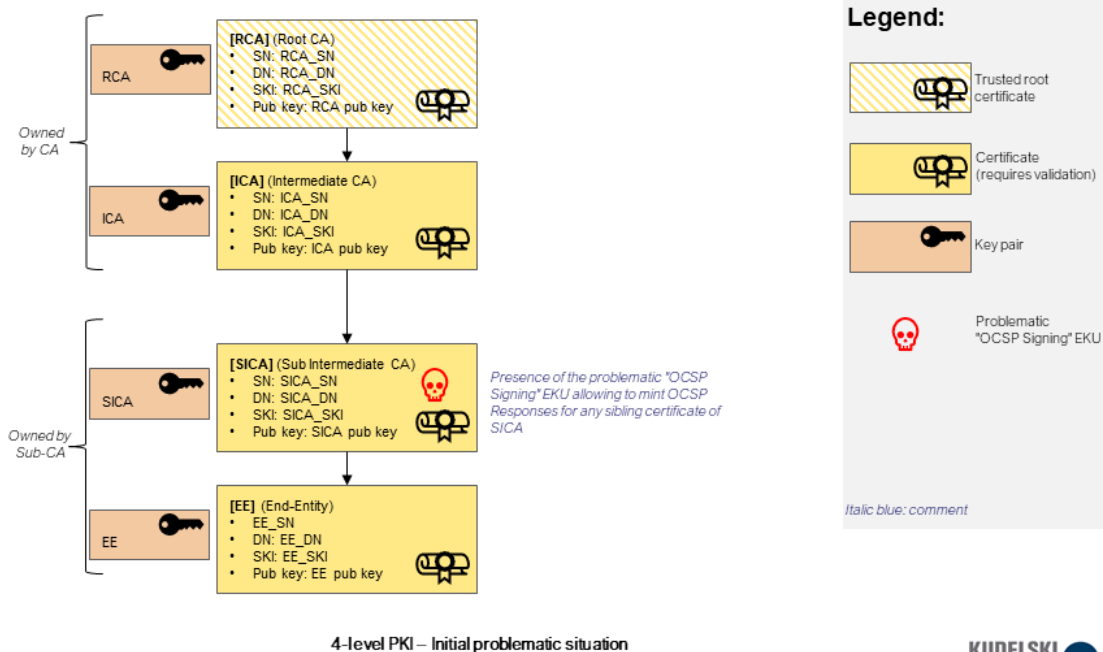 Legend:
[RCA] (Root CA)
• SN: RCA_SN
• DN: RCA_DN
• SKI: RCA_SKI
• Pub key: RCA pub key
RCA
Owned
by CA
[ICA] (Intermediate CA)
• SN: ICA_SN
• DN: ICA_DN
• SKI: ICA_SKI
• Pub key: ICA pub key
ICA
[SICA] (Sub Intermediate CA)
• SN: SICA_SN
• DN: SICA_DN
• SKI: SICA_SKI
• Pub key: SICA pub key
SICA
Presence of the problematic "OCSP
Signing" EKU allowing to mint OCSP
Responses for any sibling certificate of
SICA
Owned by
Sub-CA
[EE] (End-Entity)
• EE_SN
• DN: EE_DN
• SKI: EE_SKI
• Pub key: EE pub key
EE
Trusted root
certificate
Certificate
(requires validation)
Key pair
Problematic
"OCSP Signing" EKU
Italic blue: comment
4-level PKI – Initial problematic situation
KUDELSKI